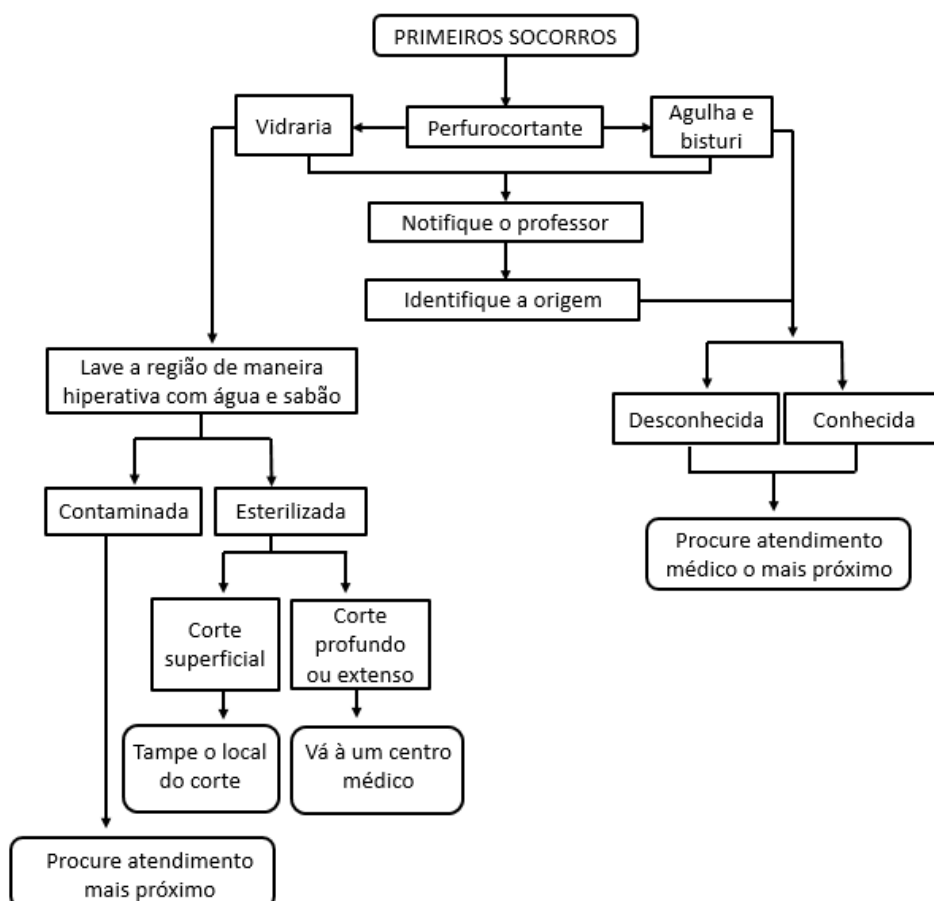 PRIMEIROS SOCORROS
Vidraria
Perfurocortante
Agulha e
bisturi
Notifique o professor
Identifique a origem
Lave a região de maneira
hiperativa com água e sabão
Desconhecida
Conhecida
Contaminada
Esterilizada
Procure atendimento
médico o mais próximo
Corte
superficial
Corte
profundo
ou extenso
Tampe o local
do corte
Vá à um centro
médico
Procure atendimento
mais próximo